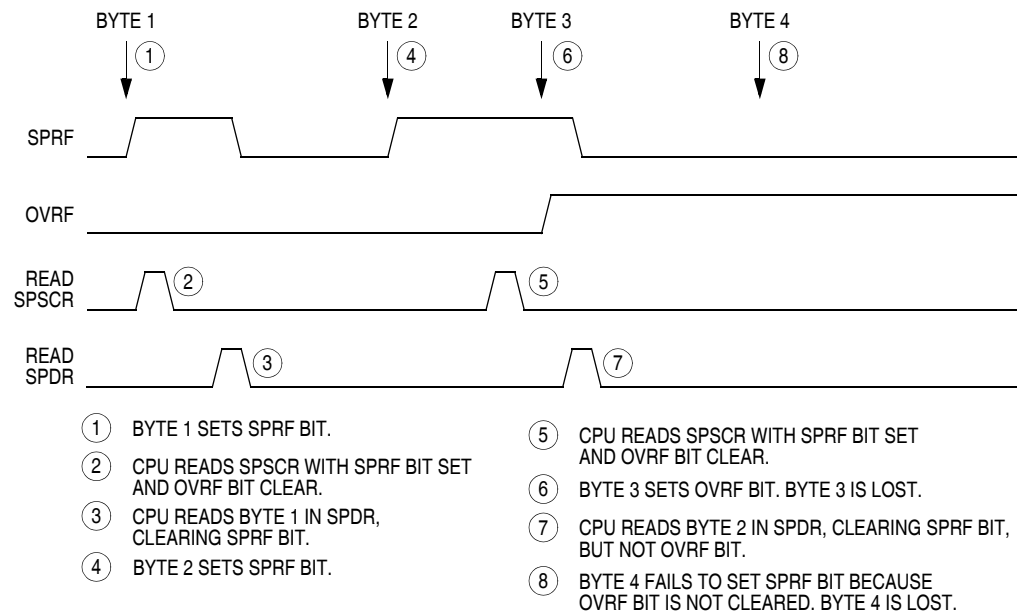 BYTE 1 BYTE 2 BYTE 3 BYTE 4
1 4 6 8
SPRF
OVRF
READ
SPSCR
2 5
READ
SPDR
3 7
1 BYTE 1 SETS SPRF BIT.
2 CPU READS SPSCR WITH SPRF BIT SET
AND OVRF BIT CLEAR.
3 CPU READS BYTE 1 IN SPDR,
CLEARING SPRF BIT.
4 BYTE 2 SETS SPRF BIT.
5 CPU READS SPSCR WITH SPRF BIT SET
AND OVRF BIT CLEAR.
6 BYTE 3 SETS OVRF BIT. BYTE 3 IS LOST.
7 CPU READS BYTE 2 IN SPDR, CLEARING SPRF BIT,
BUT NOT OVRF BIT.
8 BYTE 4 FAILS TO SET SPRF BIT BECAUSE
OVRF BIT IS NOT CLEARED. BYTE 4 IS LOST.